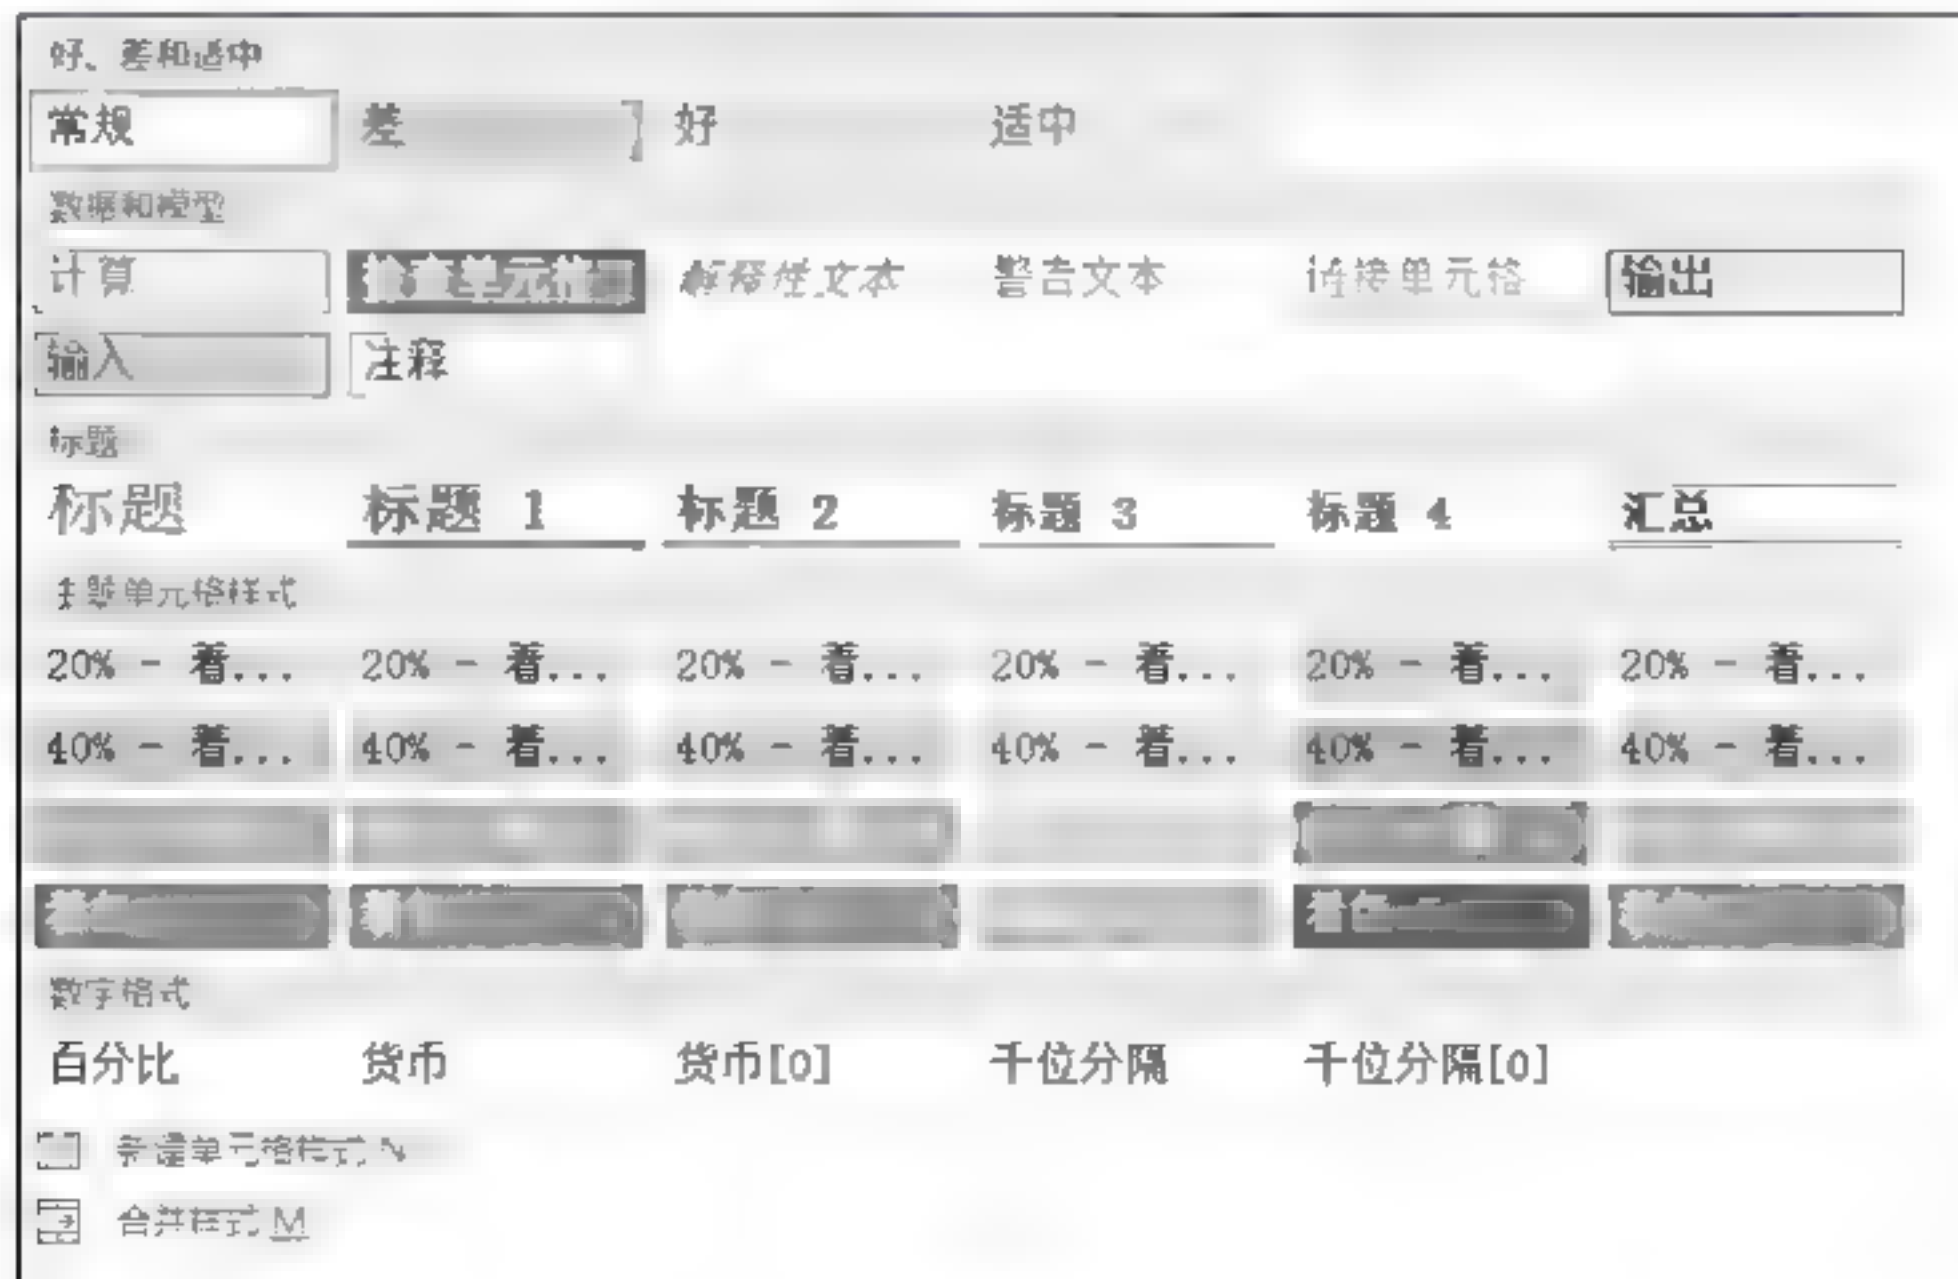 好、差和适中
常规 差 好 适中
数据和模型
计算 检查单元格 解释性文本 警告文本 链接单元格 输出
输入 注释
标题
标题 标题 1 标题 2 标题 3 标题 4 汇总
主题单元格样式
20% - 着... 20% - 着... 20% - 着... 20% - 着... 20% - 着... 20% - 着...
40% - 着... 40% - 着... 40% - 着... 40% - 着... 40% - 着... 40% - 着...
着色
数字格式
百分比 货币 货币[0] 千位分隔 千位分隔[0]
新建单元格样式 N
合并样式 M